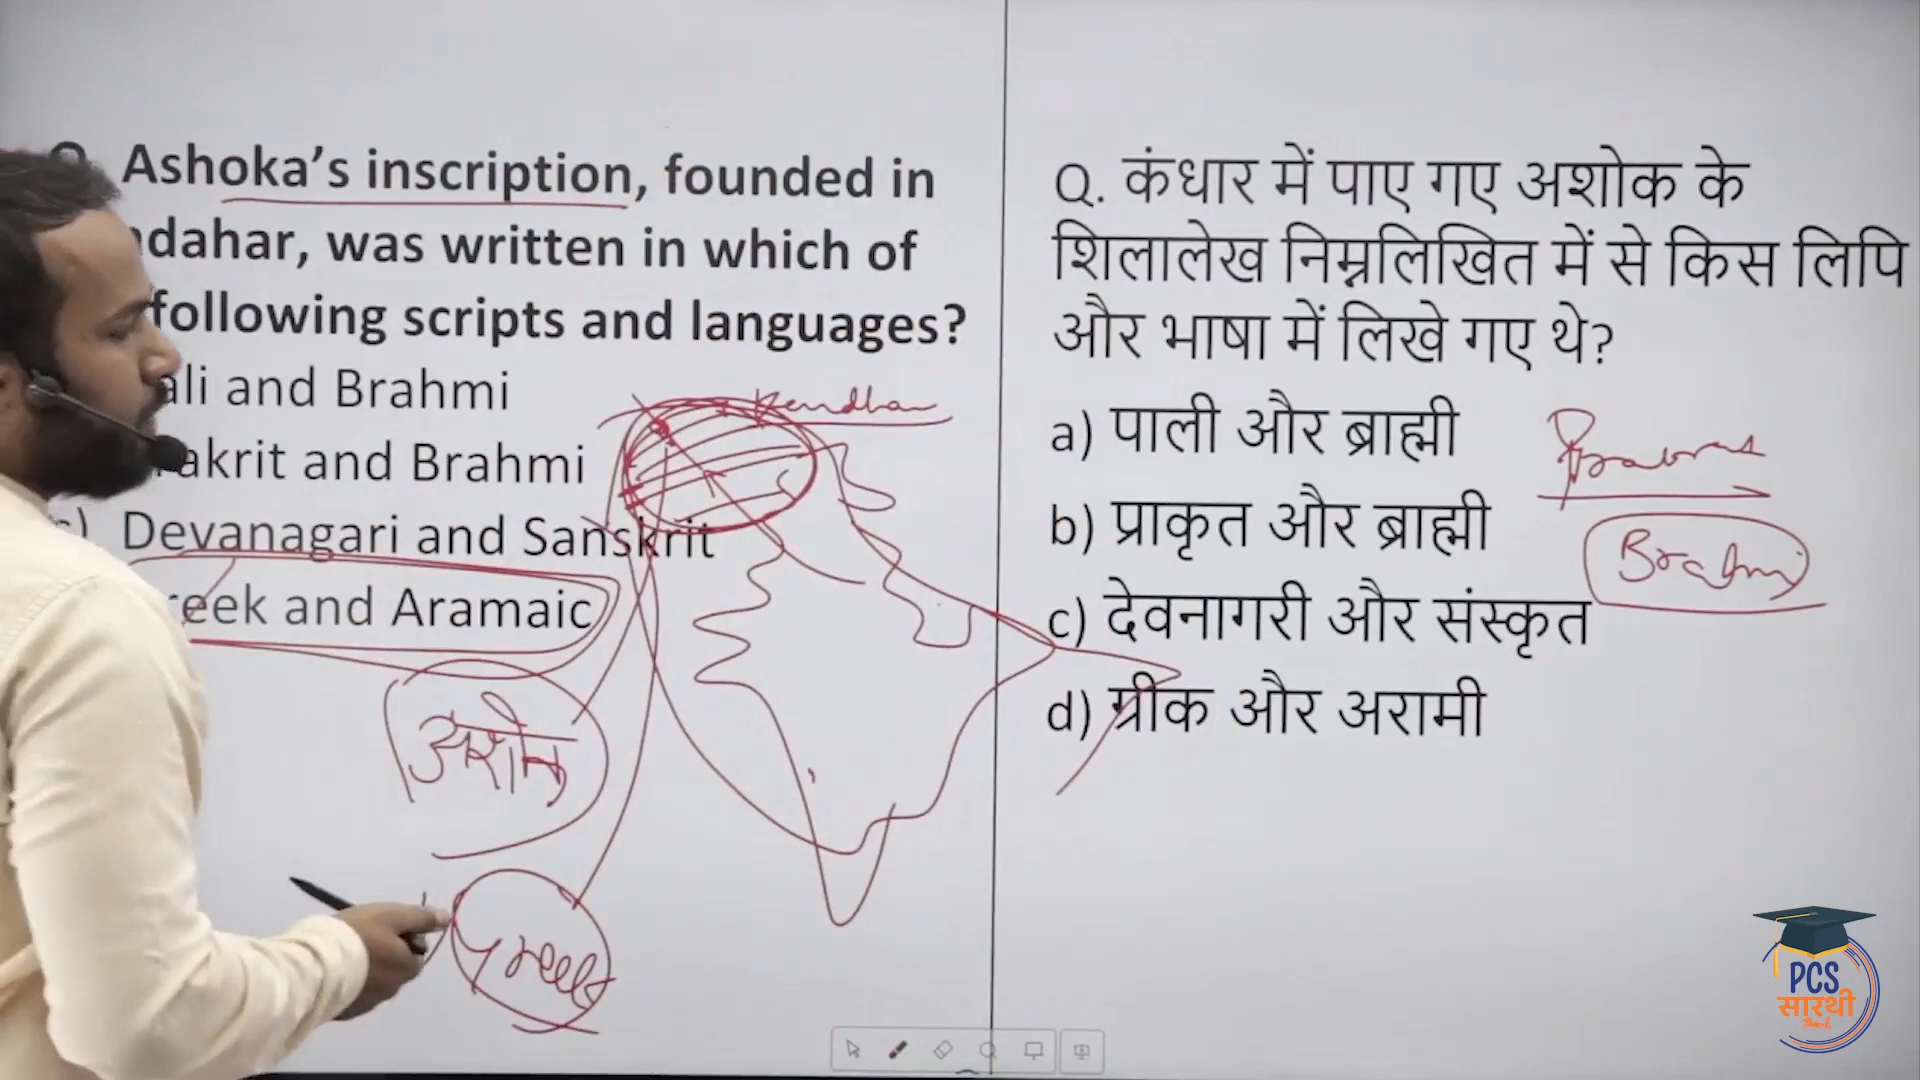 Ashoka's inscription, founded in
dahar, was written in which of
following scripts and languages?
ali and Brahmi
akrit and Brahmi
Devanagari and Sanskrit
reek and Aramaic
अशोक
Greek
Q. कंधार में पाए गए अशोक के
शिलालेख निम्नलिखित में से किस लिपि
और भाषा में लिखे गए थे?
a) पाली और ब्राह्मी
b) प्राकृत और ब्राह्मी
c) देवनागरी और संस्कृत
d) ग्रीक और अरामी
Brahmi
PCS
सारथी